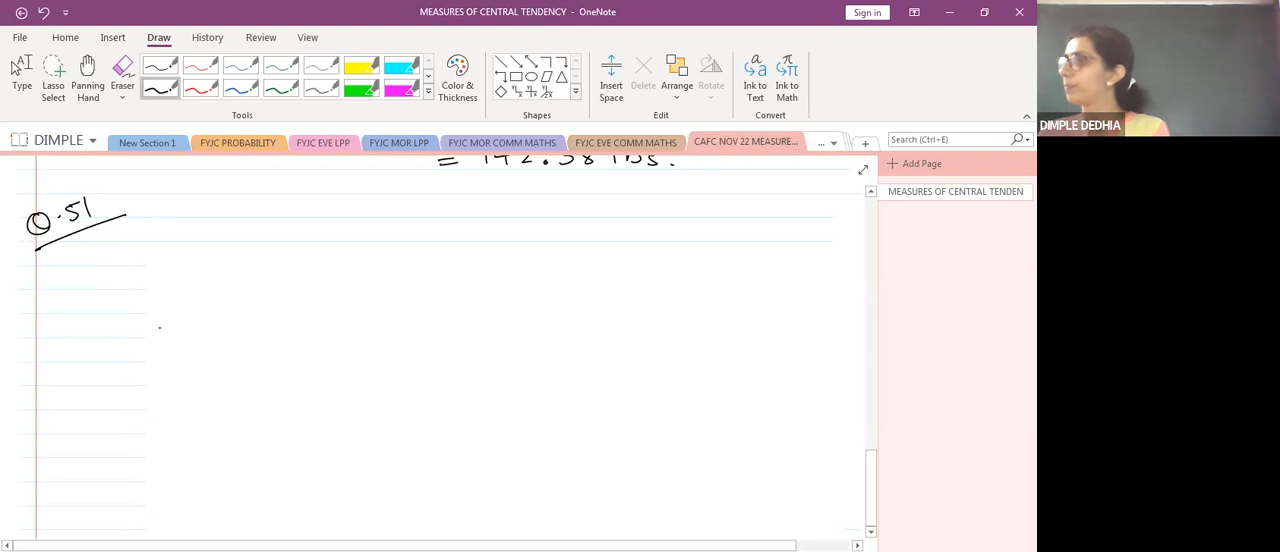 MEASURES OF CENTRAL TENDENCY - OneNote
Sign in
File Home Insert Draw History Review View
Type
Lasso Select
Panning Hand
Eraser
Color & Thickness
Insert Space
Delete
Arrange
Rotate
Ink to Text
Ink to Math
Tools
Shapes
Edit
Convert
DIMPLE
New Section 1
FYJC PROBABILITY
FYJC EVE LPP
FYJC MOR LPP
FYJC MOR COMM MATHS
FYJC EVE COMM MATHS
CAFC NOV 22 MEASURE...
...
Search (Ctrl+E)
Add Page
MEASURES OF CENTRAL TENDEN
= 142.58 lbs.
Q.51
DIMPLE DEDHIA